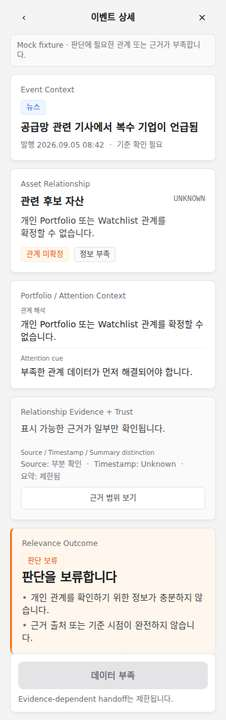 이벤트 상세
Mock fixture · 판단에 필요한 관계 또는 근거가 부족합니
다.
Event Context
뉴스
공급망 관련 기사에서 복수 기업이 언급됨
발행 2026.09.05 08:42 · 기준 확인 필요
Asset Relationship
관련 후보 자산
UNKNOWN
개인 Portfolio 또는 Watchlist 관계를
확정할 수 없습니다.
관계 미확정
정보 부족
Portfolio / Attention Context
관계 해석
개인 Portfolio 또는 Watchlist 관계를 확정할 수
없습니다.
Attention cue
부족한 관계 데이터가 먼저 해결되어야 합니다.
Relationship Evidence + Trust
표시 가능한 근거가 일부만 확인됩니다.
Source / Timestamp / Summary distinction
Source: 부분 확인 · Timestamp: Unknown ·
요약: 제한됨
근거 범위 보기
Relevance Outcome
판단 보류
판단을 보류합니다
• 개인 관계를 확인하기 위한 정보가 충분하지 않
습니다.
• 근거 출처 또는 기준 시점이 완전하지 않습니
다.
데이터 부족
Evidence-dependent handoff는 제한됩니다.